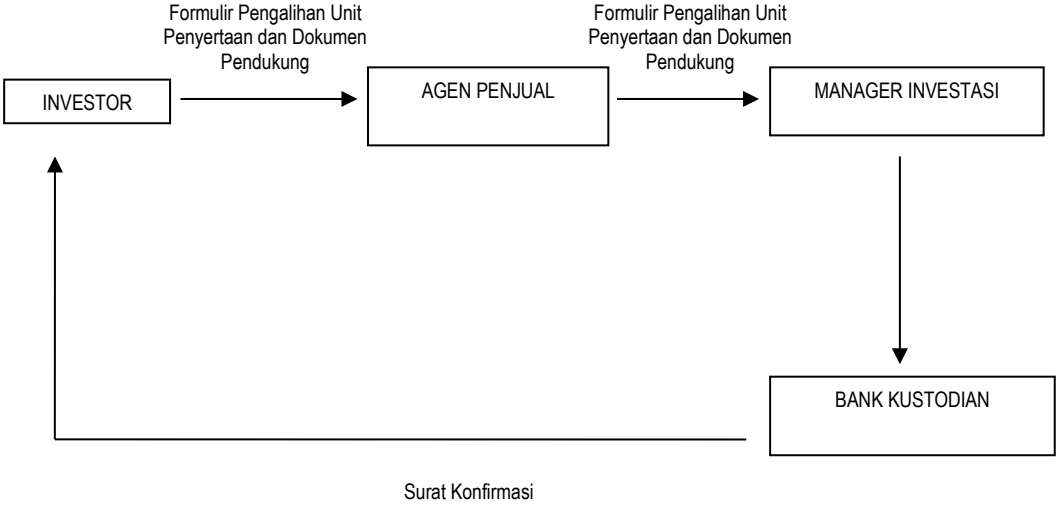 Formulir Pengalihan Unit
Penyertaan dan Dokumen
Pendukung
Formulir Pengalihan Unit
Penyertaan dan Dokumen
Pendukung
INVESTOR
AGEN PENJUAL
MANAGER INVESTASI
BANK KUSTODIAN
Surat Konfirmasi